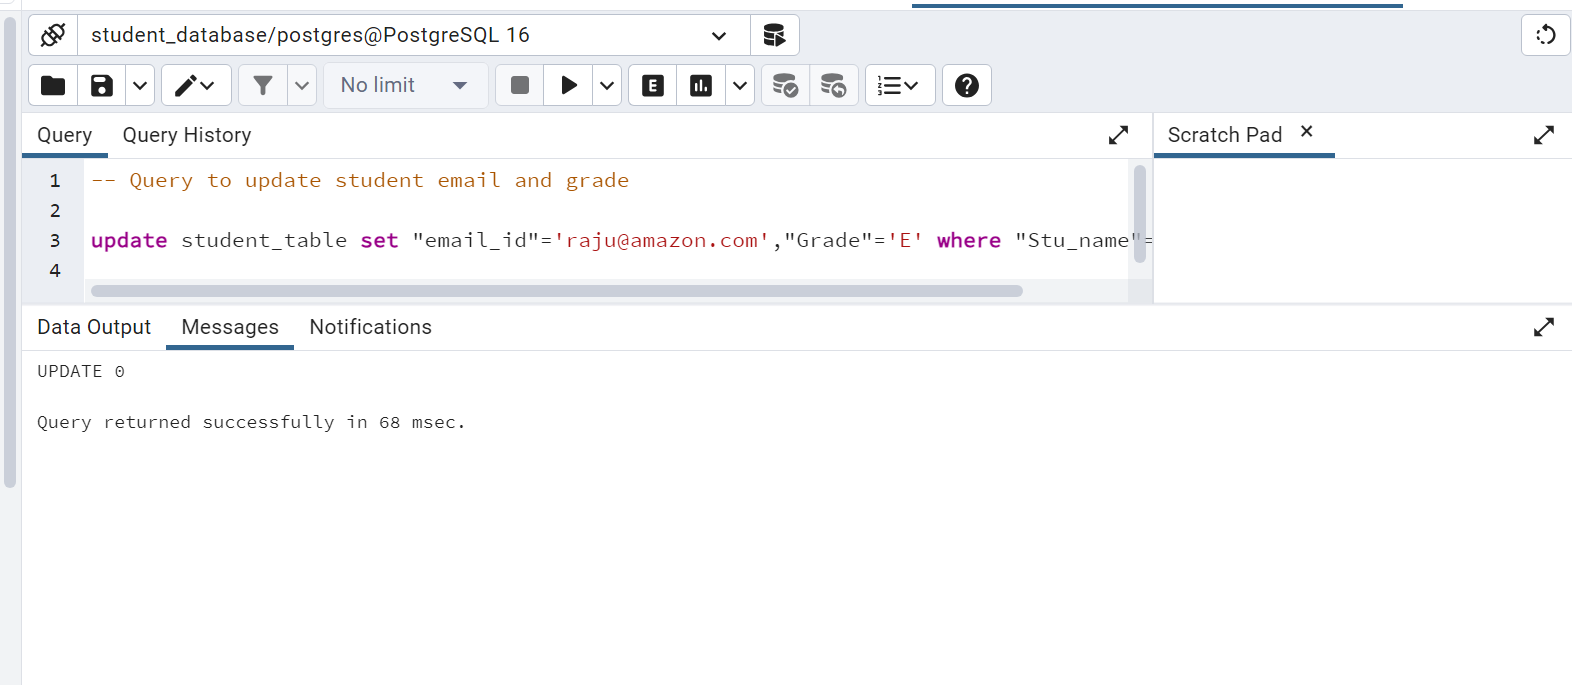 student_database/postgres@PostgreSQL 16
No limit
E
Query Query History
Scratch Pad
1 -- Query to update student email and grade
2
3 update student_table set "email_id"='raju@amazon.com',"Grade"='E' where "Stu_name"=
4
Data Output Messages Notifications
UPDATE 0
Query returned successfully in 68 msec.